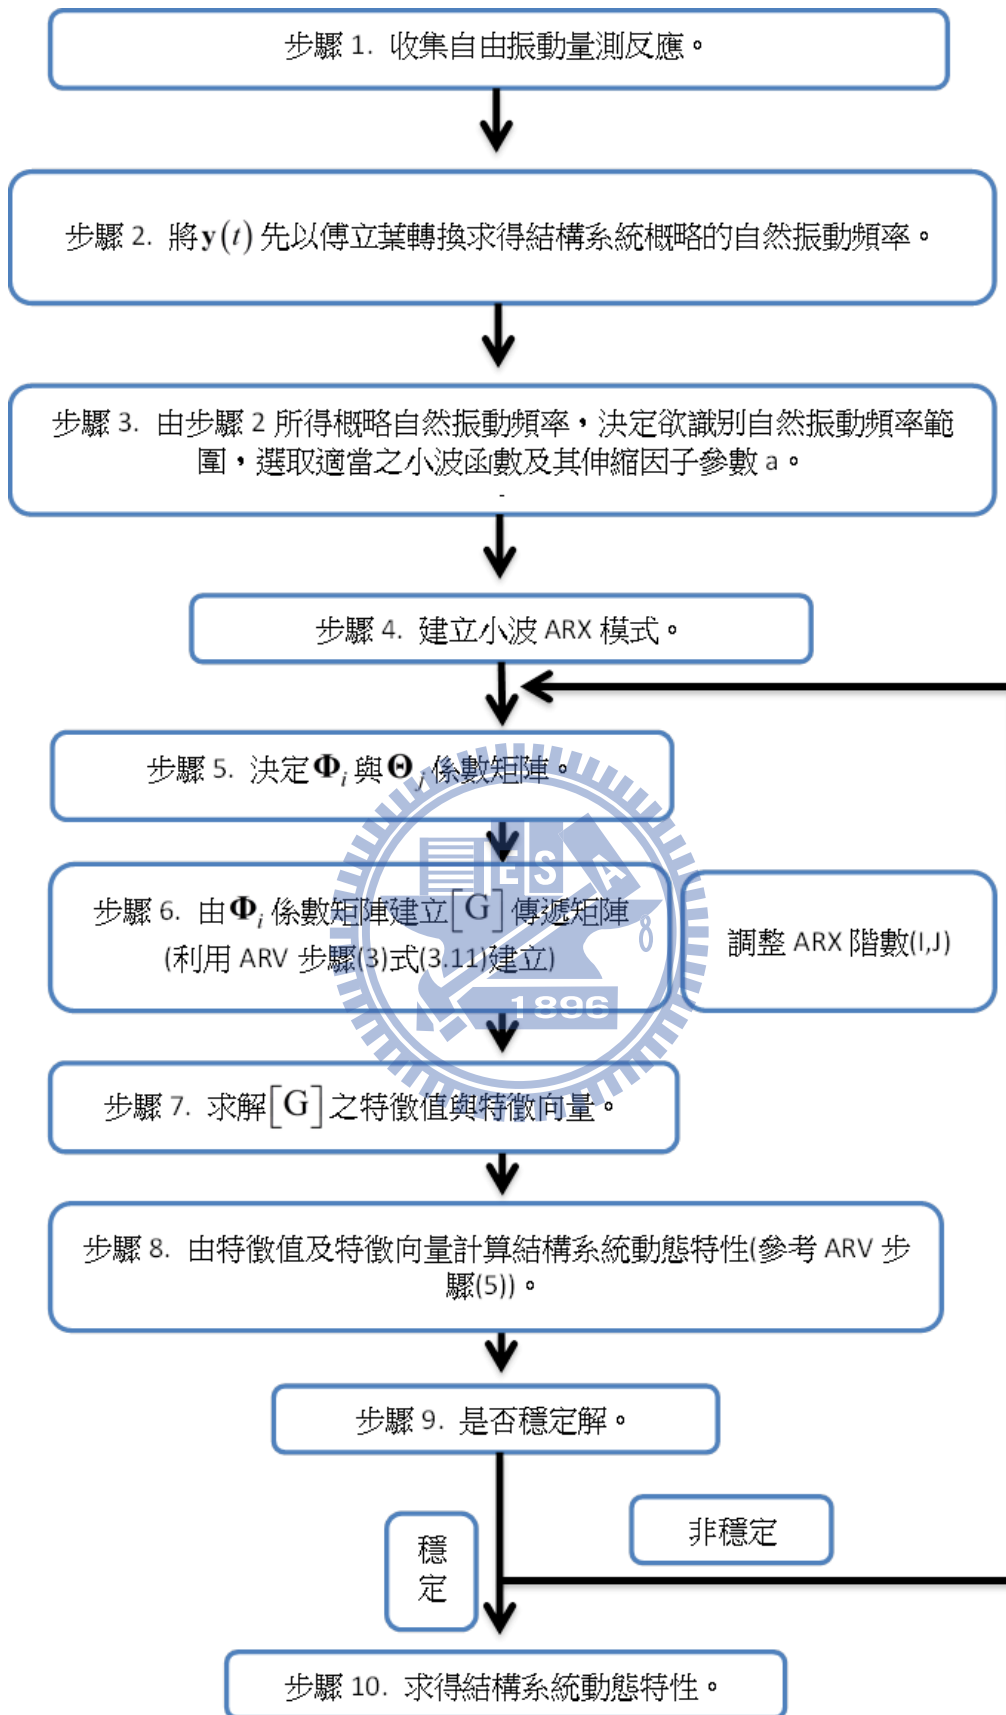 步驟 1. 收集自由振動量測反應。
步驟 2. 將 y(t) 先以傅立葉轉換求得結構系統概略的自然振動頻率。
步驟 3. 由步驟 2 所得概略自然振動頻率，決定欲識別自然振動頻率範
圍，選取適當之小波函數及其伸縮因子參數 a。
-
步驟 4. 建立小波 ARX 模式。
步驟 5. 決定 Φi 與 Θj 係數矩陣。
步驟 6. 由 Φi 係數矩陣建立[G] 傳遞矩陣
(利用 ARV 步驟(3)式(3.11)建立)
調整 ARX 階數(I,J)
ES
A
8
1896
步驟 7. 求解[G]之特徵值與特徵向量。
步驟 8. 由特徵值及特徵向量計算結構系統動態特性(參考 ARV 步
驟(5))。
步驟 9. 是否穩定解。
非穩定
穩
定
步驟 10. 求得結構系統動態特性。